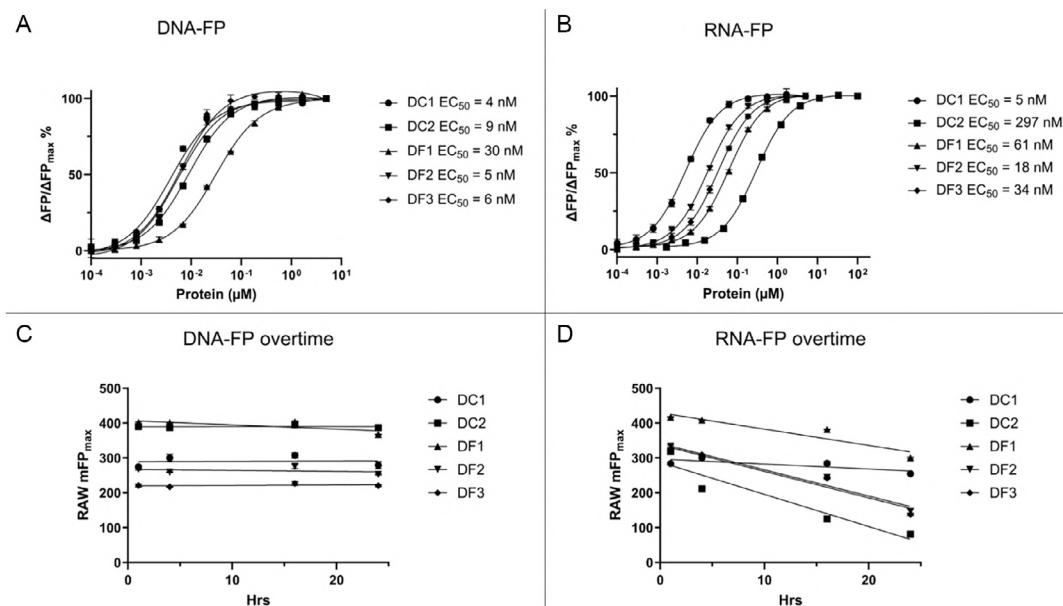 A
DNA-FP
ΔFP/ΔFPmax %
100
50
0
10-4
10-3
10-2
10-1
100
101
Protein (µM)
DC1 EC50 = 4 nM
DC2 EC50 = 9 nM
DF1 EC50 = 30 nM
DF2 EC50 = 5 nM
DF3 EC50 = 6 nM
B
RNA-FP
ΔFP/ΔFPmax %
100
50
0
10-4
10-3
10-2
10-1
100
101
102
Protein (µM)
DC1 EC50 = 5 nM
DC2 EC50 = 297 nM
DF1 EC50 = 61 nM
DF2 EC50 = 18 nM
DF3 EC50 = 34 nM
C
DNA-FP overtime
RAW mFPmax
500
400
300
200
100
0
0
10
20
Hrs
DC1
DC2
DF1
DF2
DF3
D
RNA-FP overtime
RAW mFPmax
500
400
300
200
100
0
0
10
20
Hrs
DC1
DC2
DF1
DF2
DF3